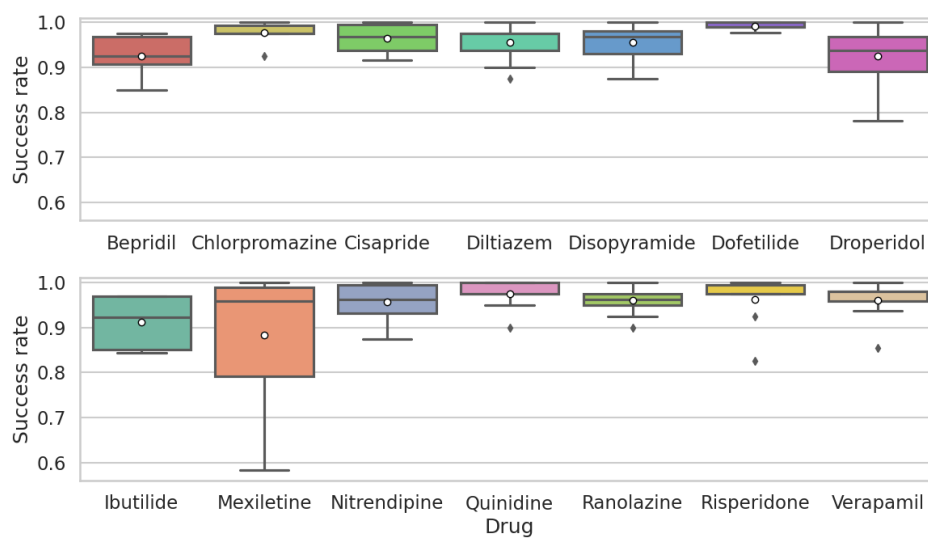 Success rate
1.0
0.9
0.8
0.7
0.6
Bepridil Chlorpromazine Cisapride Diltiazem Disopyramide Dofetilide Droperidol
Success rate
1.0
0.9
0.8
0.7
0.6
Ibutilide Mexiletine Nitrendipine Quinidine Ranolazine Risperidone Verapamil
Drug